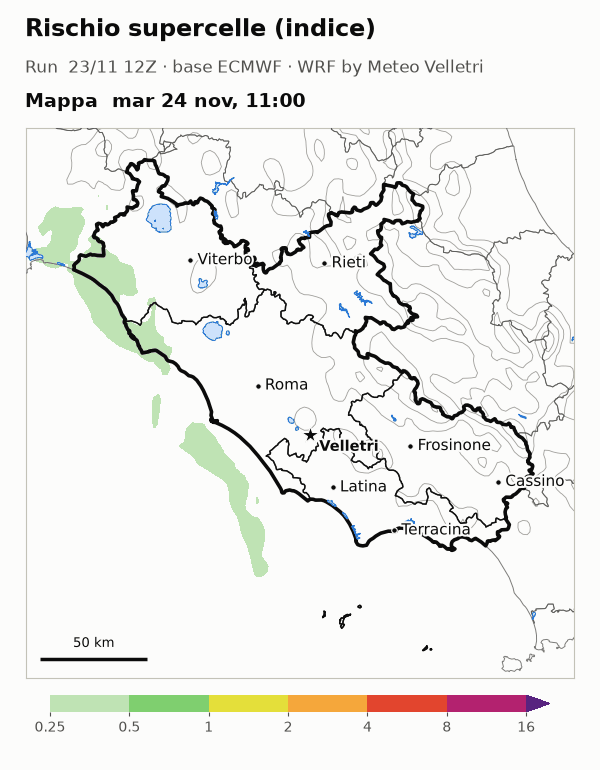 Rischio supercelle (indice)
Run  23/11 12Z · base ECMWF · WRF by Meteo Velletri
Mappa  mar 24 nov, 11:00
Viterbo
Rieti
Roma
Velletri
Frosinone
Latina
Cassino
Terracina
50 km
0.25 0.5 1 2 4 8 16